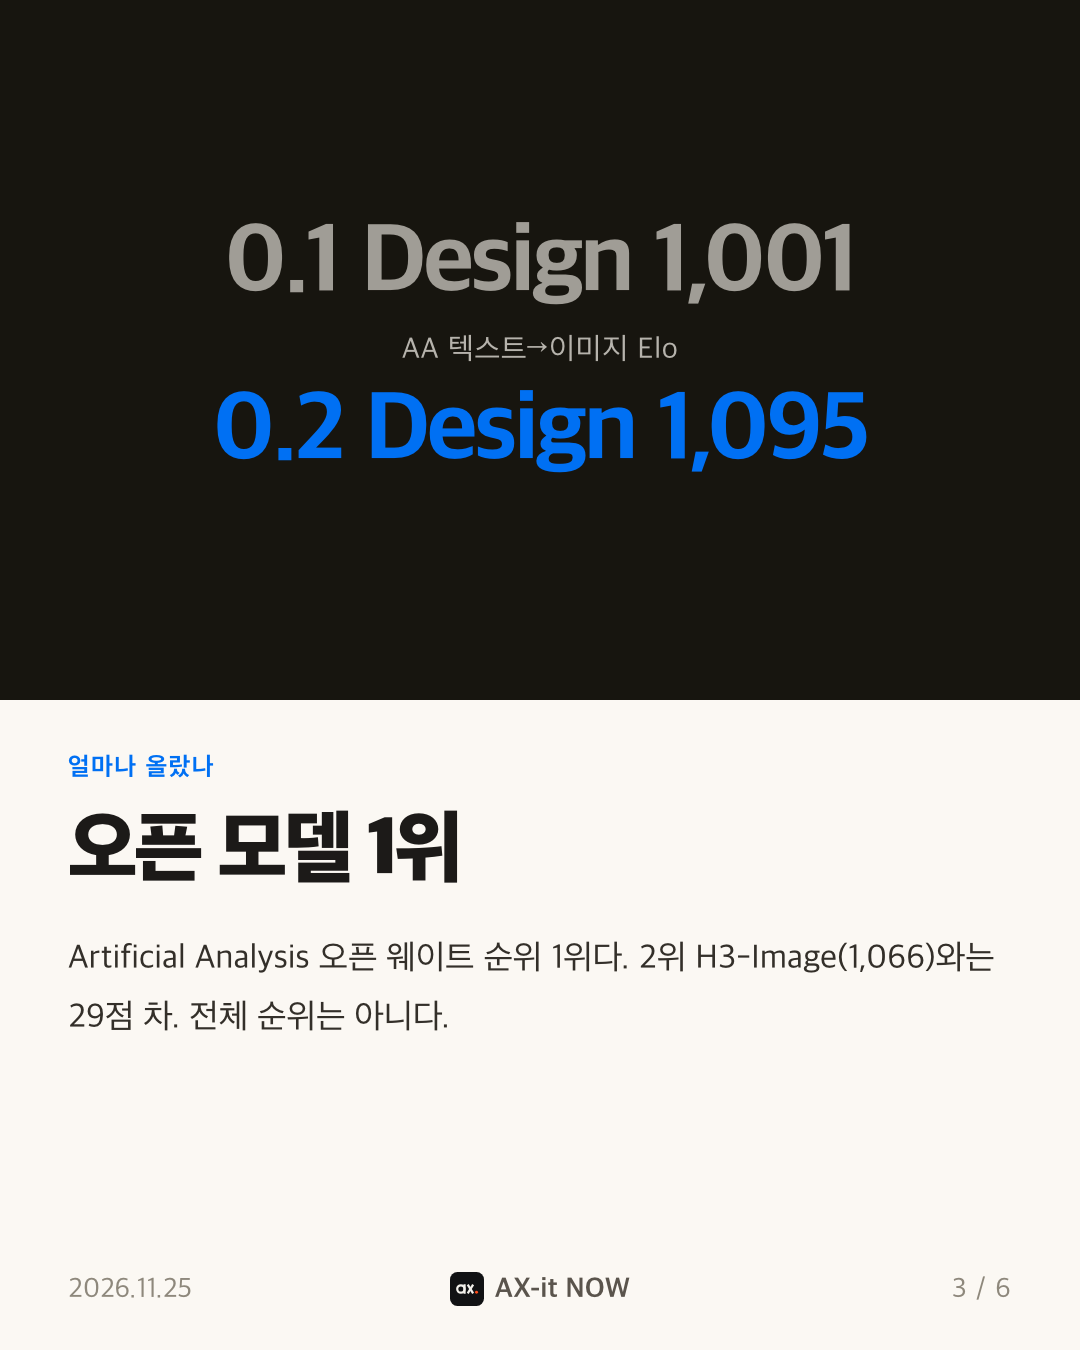 0.1 Design 1,001
AA 텍스트→이미지 Elo
0.2 Design 1,095
얼마나 올랐나
오픈 모델 1위
Artificial Analysis 오픈 웨이트 순위 1위다. 2위 H3-Image(1,066)와는
29점 차. 전체 순위는 아니다.
2026.11.25
ax. AX-it NOW
3 / 6